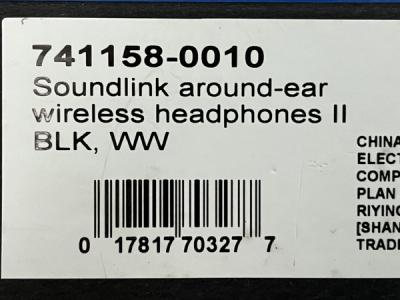 741158-0010
Soundlink around-ear
wireless headphones II
BLK, WW
0 17817 70327 7
CHINA
ELECT
COMP
PLAN
RIYING
[SHAN
TRADE